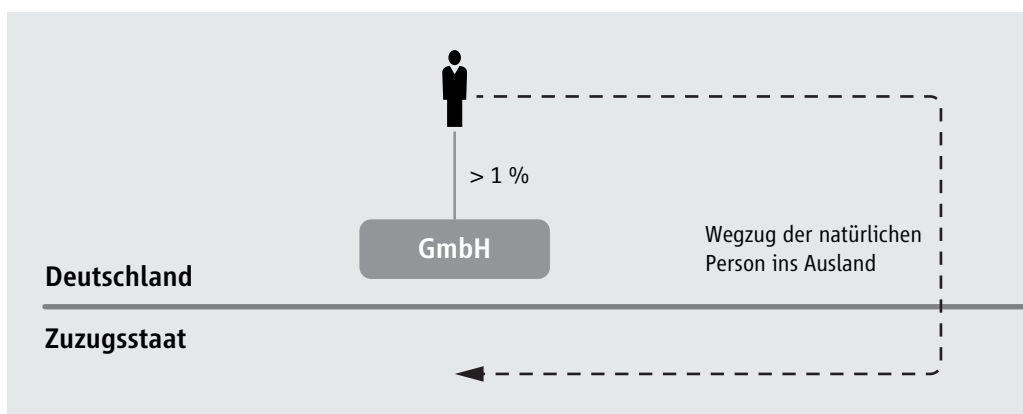 > 1 %
GmbH
Wegzug der natürlichen
Person ins Ausland
Deutschland
Zuzugsstaat